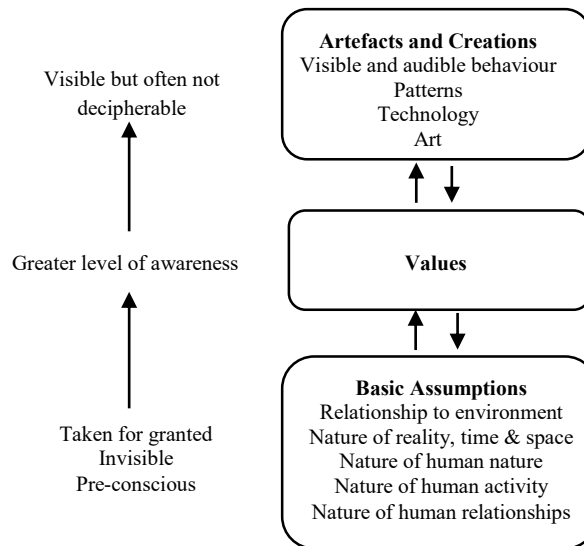 Artefacts and Creations
Visible and audible behaviour
Patterns
Technology
Art
Visible but often not
decipherable
Greater level of awareness
Values
Basic Assumptions
Relationship to environment
Nature of reality, time & space
Nature of human nature
Nature of human activity
Nature of human relationships
Taken for granted
Invisible
Pre-conscious